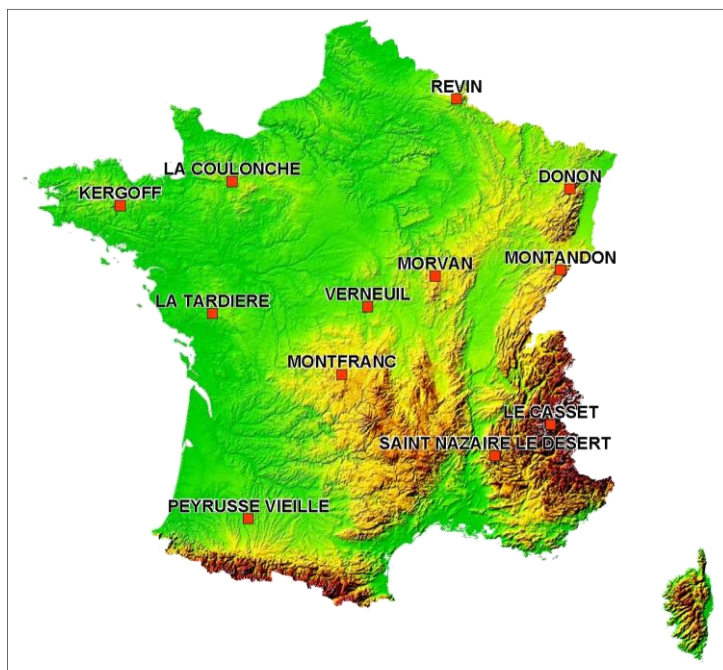 REVIN
LA COULONCHE
DONON
KERGOFF
MONTANDON
MORVAN
VERNEUIL
LA TARDIERE
MONTFRANC
LE CASSET
SAINT NAZAIRE LE DESERT
PEYRUSSE VIEILLE